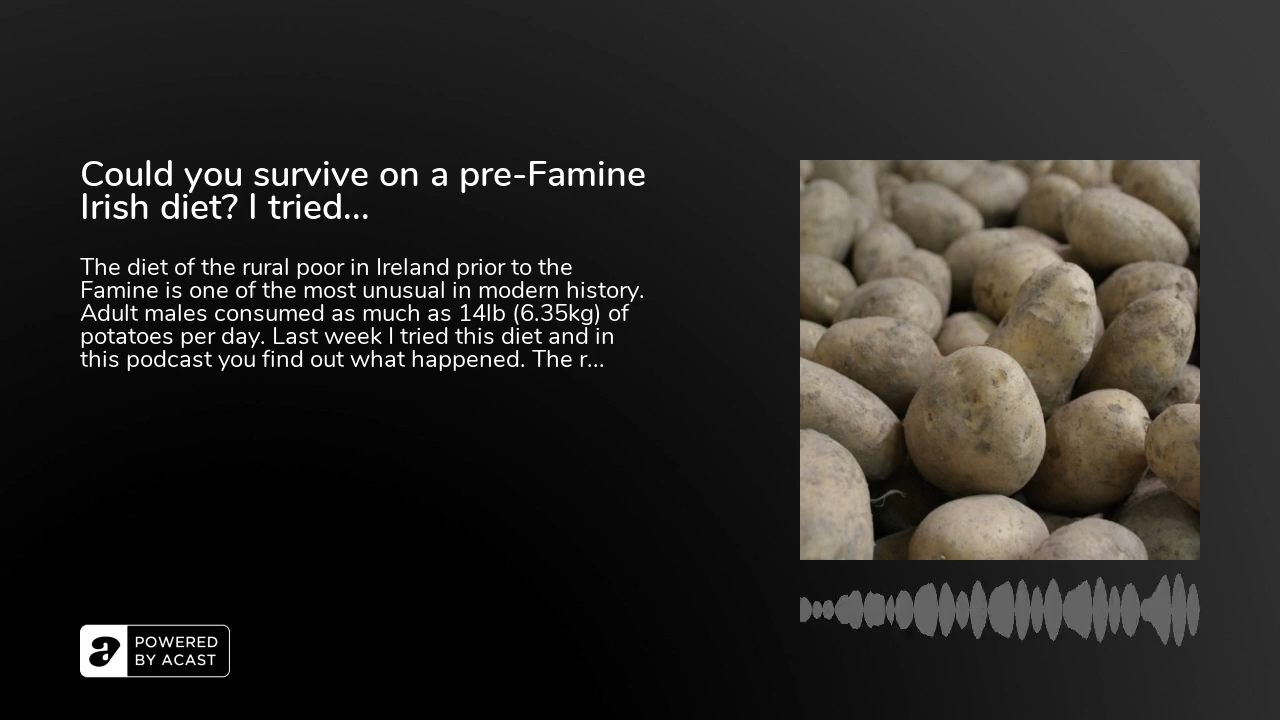 Could you survive on a pre-Famine
Irish diet? I tried...
The diet of the rural poor in Ireland prior to the
Famine is one of the most unusual in modern history.
Adult males consumed as much as 14lb (6.35kg) of
potatoes per day. Last week I tried this diet and in
this podcast you find out what happened. The r...
a
POWERED
BY ACAST